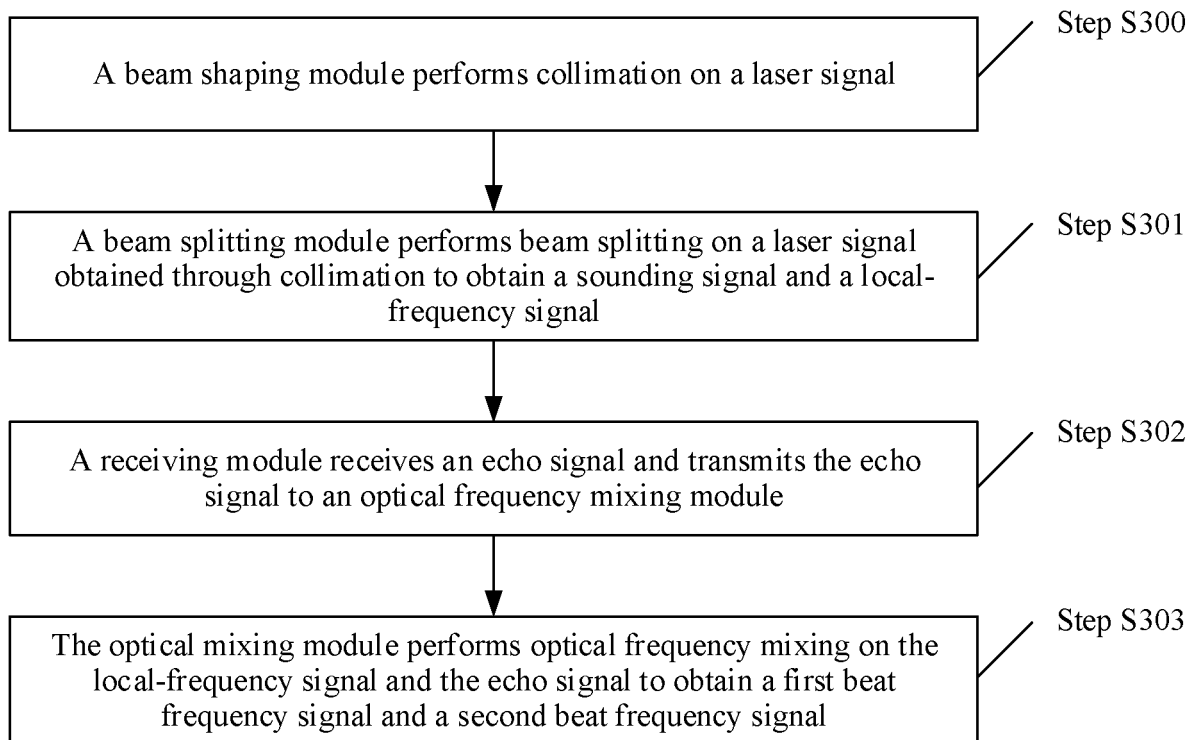 Step S300
A beam shaping module performs collimation on a laser signal
Step S301
A beam splitting module performs beam splitting on a laser signal
obtained through collimation to obtain a sounding signal and a local-
frequency signal
Step S302
A receiving module receives an echo signal and transmits the echo
signal to an optical frequency mixing module
Step S303
The optical mixing module performs optical frequency mixing on the
local-frequency signal and the echo signal to obtain a first beat
frequency signal and a second beat frequency signal